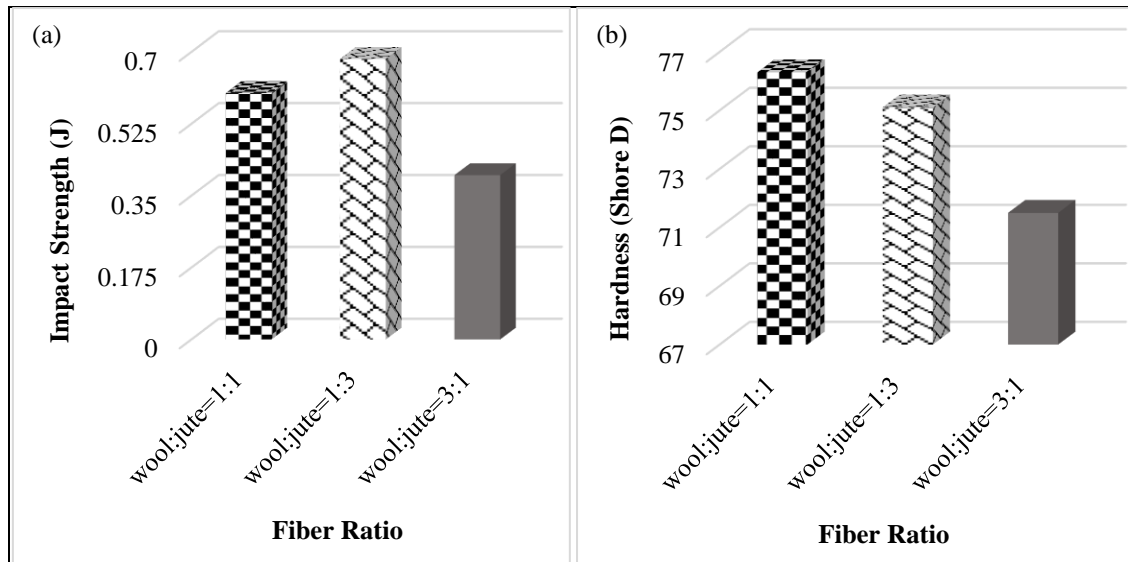 (a)
Impact Strength (J)
0.7
0.525
0.35
0.175
0
wool:jute=1:1
wool:jute=1:3
wool:jute=3:1
Fiber Ratio
(b)
Hardness (Shore D)
77
75
73
71
69
67
wool:jute=1:1
wool:jute=1:3
wool:jute=3:1
Fiber Ratio